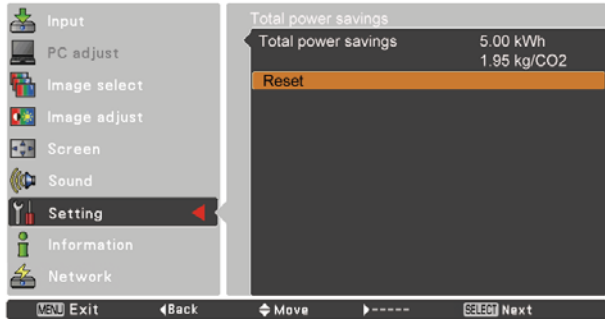 Input
PC adjust
Image select
Image adjust
Screen
Sound
Setting
Information
Network
Total power savings
Total power savings 5.00 kWh
1.95 kg/CO2
Reset
MENU Exit ◀Back Move ▶----- SELECT Next